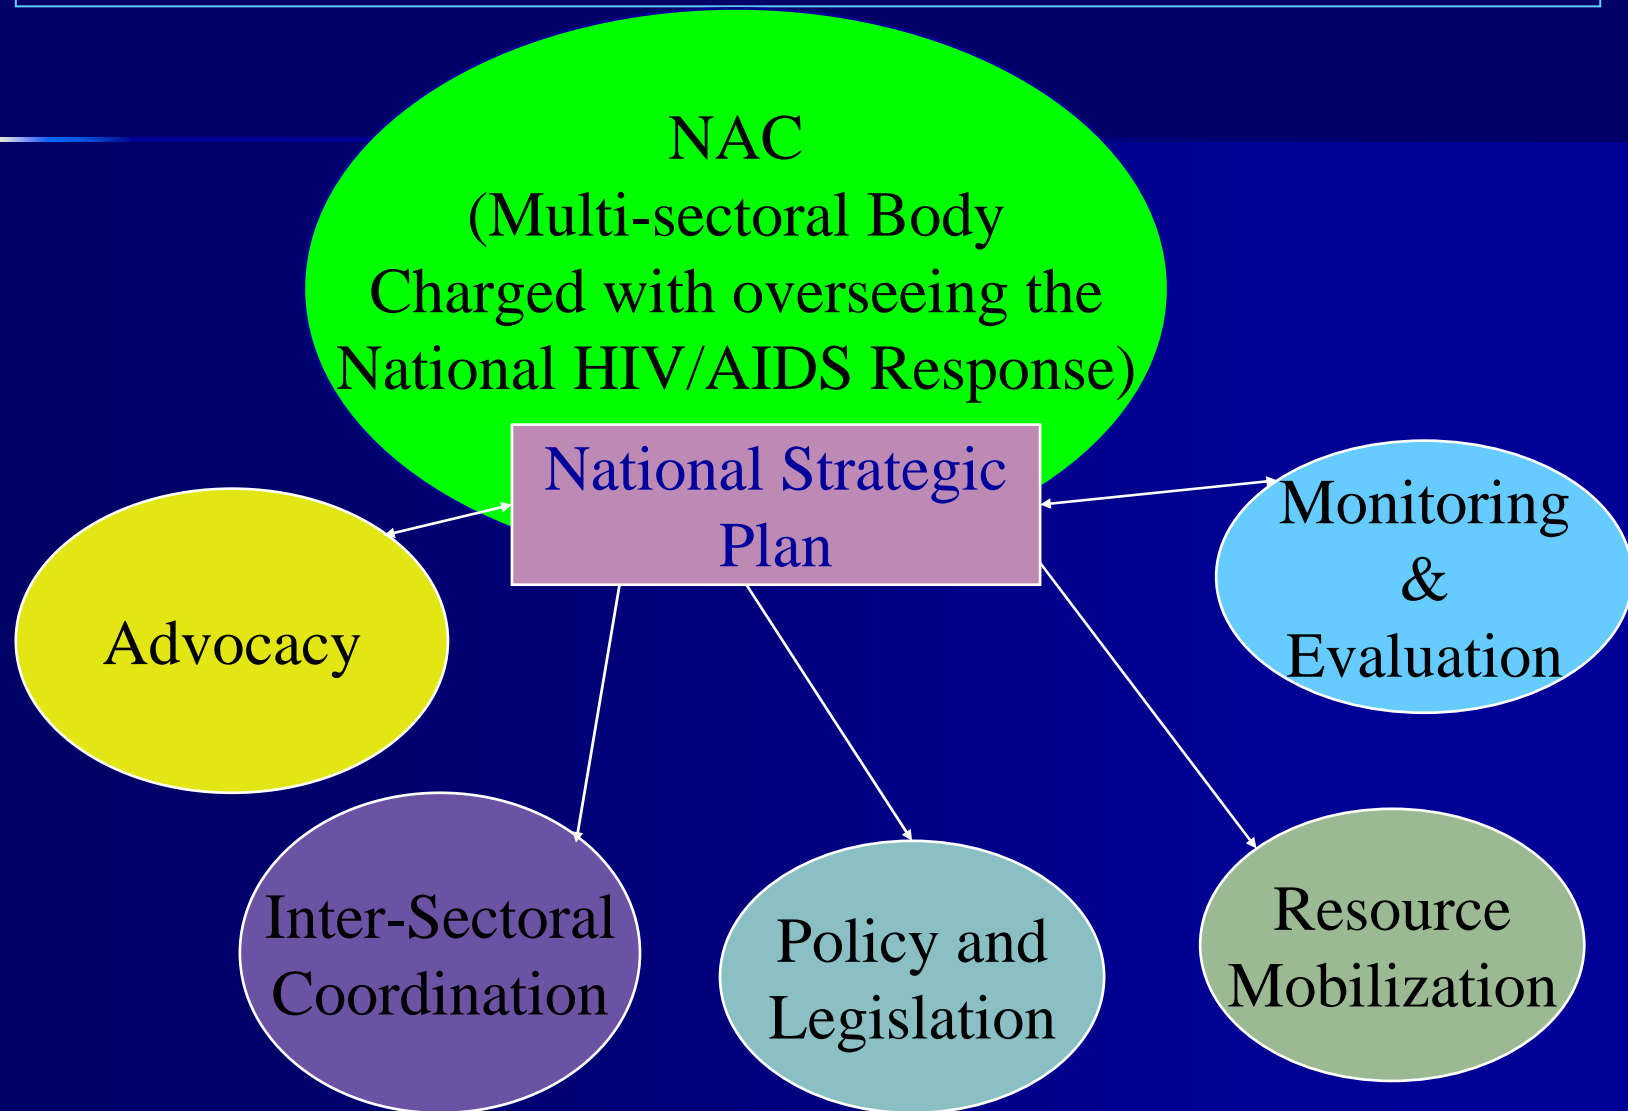 NAC
(Multi-sectoral Body
Charged with overseeing the
National HIV/AIDS Response)
National Strategic
Plan
Monitoring
&
Evaluation
Advocacy
Inter-Sectoral
Coordination
Policy and
Legislation
Resource
Mobilization